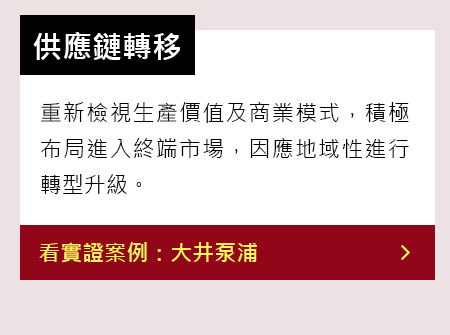 供應鏈轉移
重新檢視生產價值及商業模式，積極
布局進入終端市場，因應地域性進行
轉型升級。
看實證案例：大井泵浦